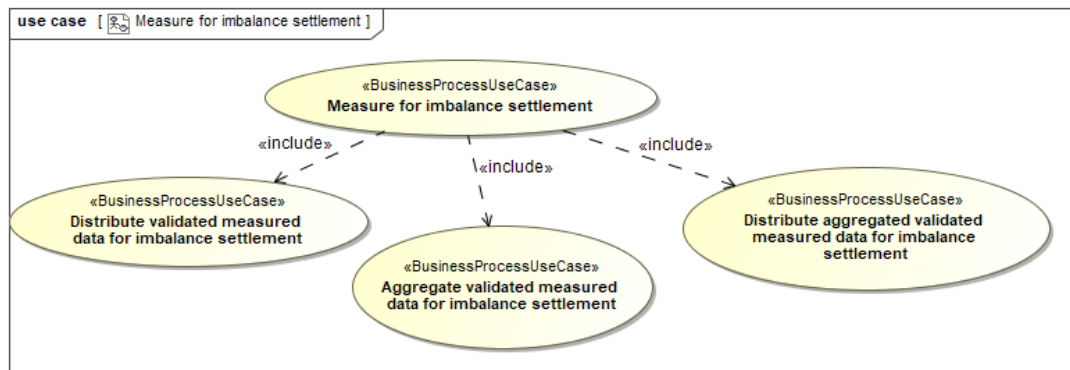 use case [ Measure for imbalance settlement ]
«BusinessProcessUseCase»
Measure for imbalance settlement
«include»
«include»
«include»
«BusinessProcessUseCase»
Distribute validated measured
data for imbalance settlement
«BusinessProcessUseCase»
Aggregate validated measured
data for imbalance settlement
«BusinessProcessUseCase»
Distribute aggregated validated
measured data for imbalance
settlement